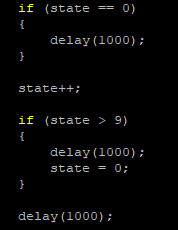 if (state == 0)
{
    delay(1000);
}

state++;

if (state > 9)
{
    delay(1000);
    state = 0;
}

delay(1000);